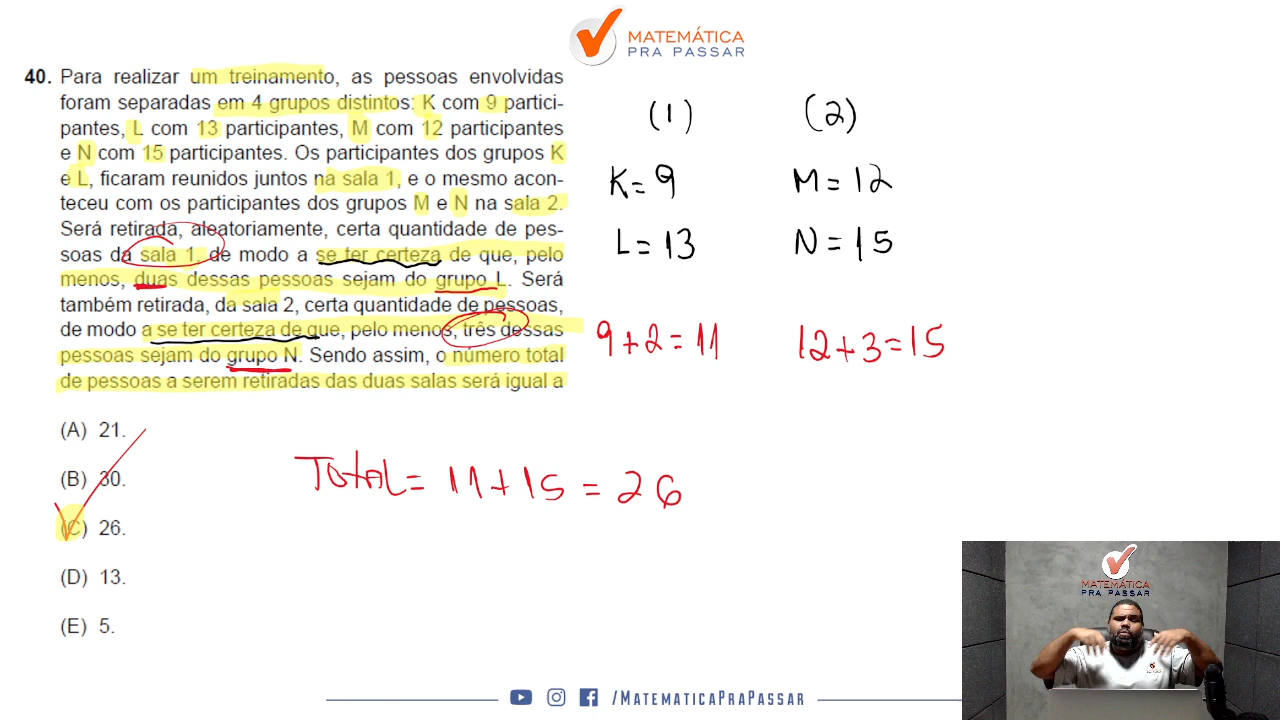 MATEMÁTICA
PRA PASSAR
40. Para realizar um treinamento, as pessoas envolvidas
foram separadas em 4 grupos distintos: K com 9 partici-
pantes, L com 13 participantes, M com 12 participantes
e N com 15 participantes. Os participantes dos grupos K
e L, ficaram reunidos juntos na sala 1, e o mesmo acon-
teceu com os participantes dos grupos M e N na sala 2.
Será retirada, aleatoriamente, certa quantidade de pes-
soas da sala 1, de modo a se ter certeza de que, pelo
menos, duas dessas pessoas sejam do grupo L. Será
também retirada, da sala 2, certa quantidade de pessoas,
de modo a se ter certeza de que, pelo menos, três dessas
pessoas sejam do grupo N. Sendo assim, o número total
de pessoas a serem retiradas das duas salas será igual a
(A) 21.
(B) 30.
(C) 26.
(D) 13.
(E) 5.
(1) (2)
K=9 M=12
L=13 N=15
9+2=11 12+3=15
TOTAL= 11+15=26
MATEMÁTICA
PRA PASSAR
/MATEMATICAPRAPASSAR